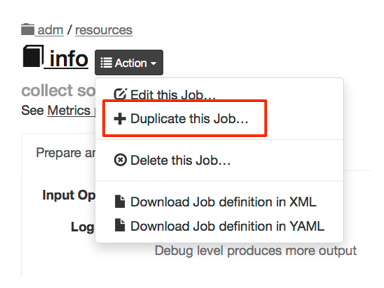 adm / resources
info Action
Edit this Job…
collect so
Duplicate this Job…
See Metrics
Delete this Job…
Prepare an
Download Job definition in XML
Input Op
Download Job definition in YAML
Log
Debug level produces more output